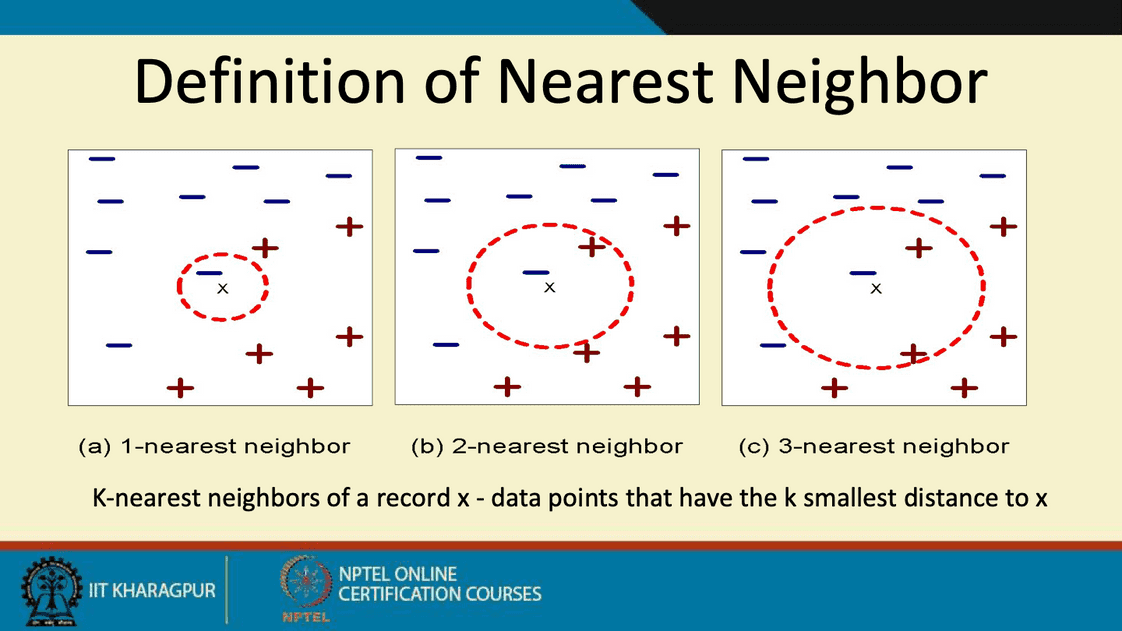 Definition of Nearest Neighbor
x
x
x
(a) 1-nearest neighbor
(b) 2-nearest neighbor
(c) 3-nearest neighbor
K-nearest neighbors of a record x - data points that have the k smallest distance to x
IIT KHARAGPUR
NPTEL
NPTEL ONLINE
CERTIFICATION COURSES